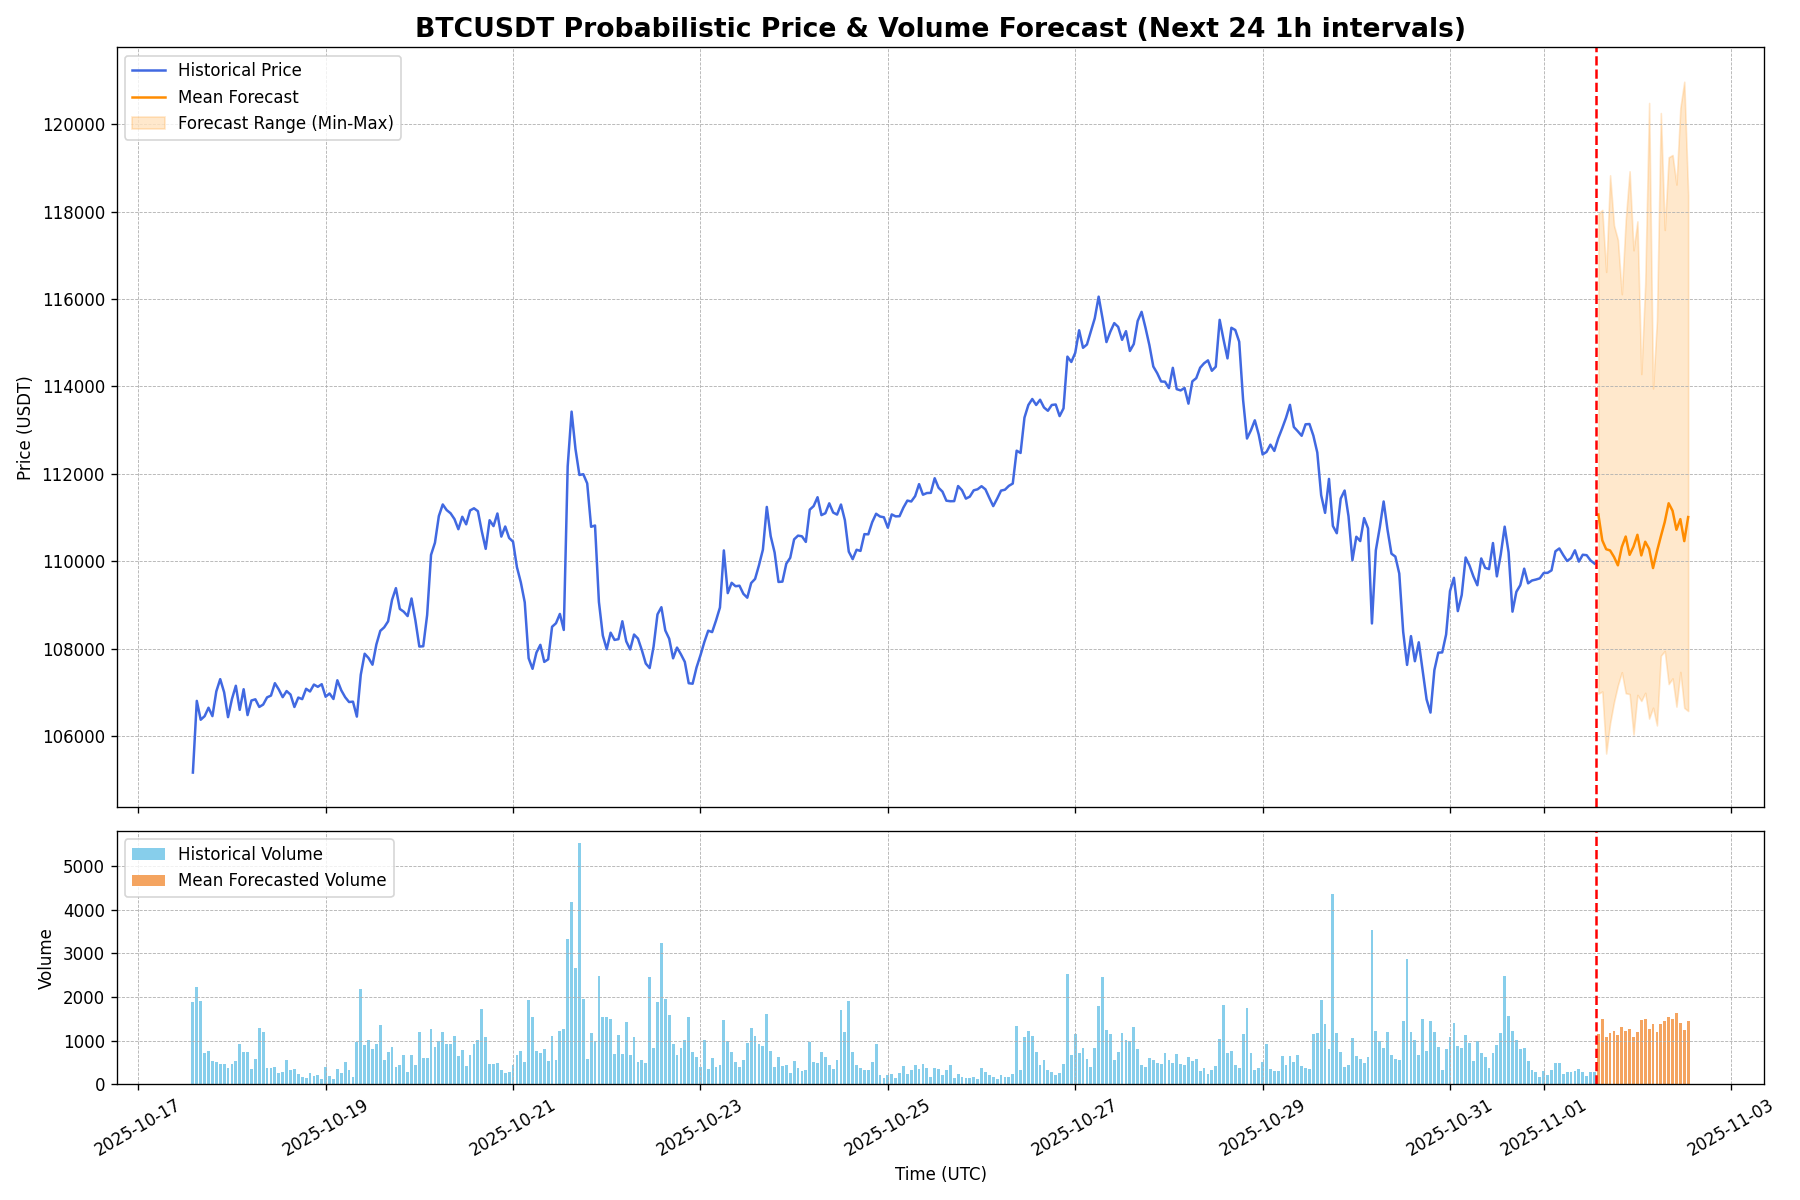 BTCUSDT Probabilistic Price & Volume Forecast (Next 24 1h intervals)
Historical Price
Mean Forecast
Forecast Range (Min-Max)
120000
118000
116000
114000
112000
110000
108000
106000
Price (USDT)
Historical Volume
Mean Forecasted Volume
5000
4000
3000
2000
1000
0
Volume
2025-10-17
2025-10-19
2025-10-21
2025-10-23
2025-10-25
2025-10-27
2025-10-29
2025-10-31
2025-11-01
2025-11-03
Time (UTC)